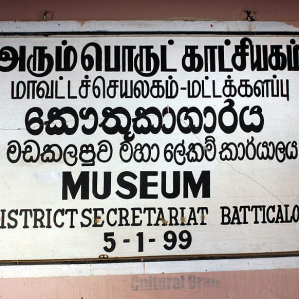 அரும்பொருட் காட்சியகம்
மாவட்டச்செயலகம்-மட்டக்களப்பு
කෞතුකාගාරය
මඩකලපුව මහා ලේකම් කාර්යාලය
MUSEUM
ISTRICT SECRETARIAT BATTICALO
5-1-99
Cultural